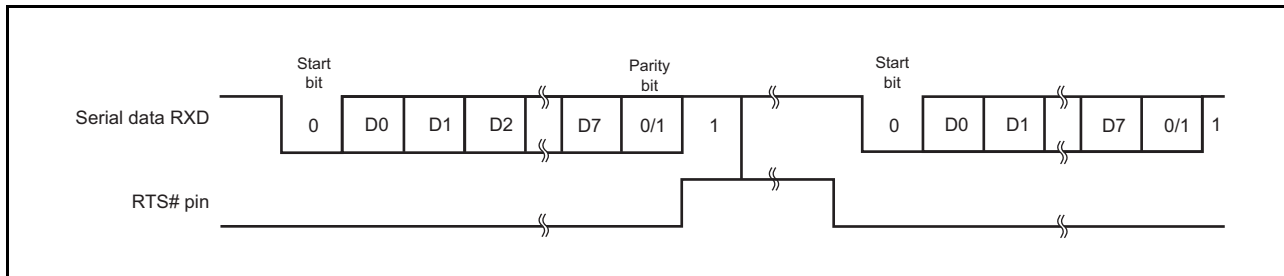 Start bit
Parity bit
Start bit
Serial data RXD
0
D0
D1
D2
D7
0/1
1
0
D0
D1
D7
0/1
1
RTS# pin